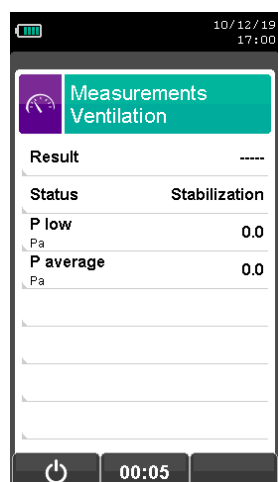 10/12/19
17:00
Measurements
Ventilation
Result -----
Status Stabilization
P low
Pa 0.0
P average
Pa 0.0
00:05